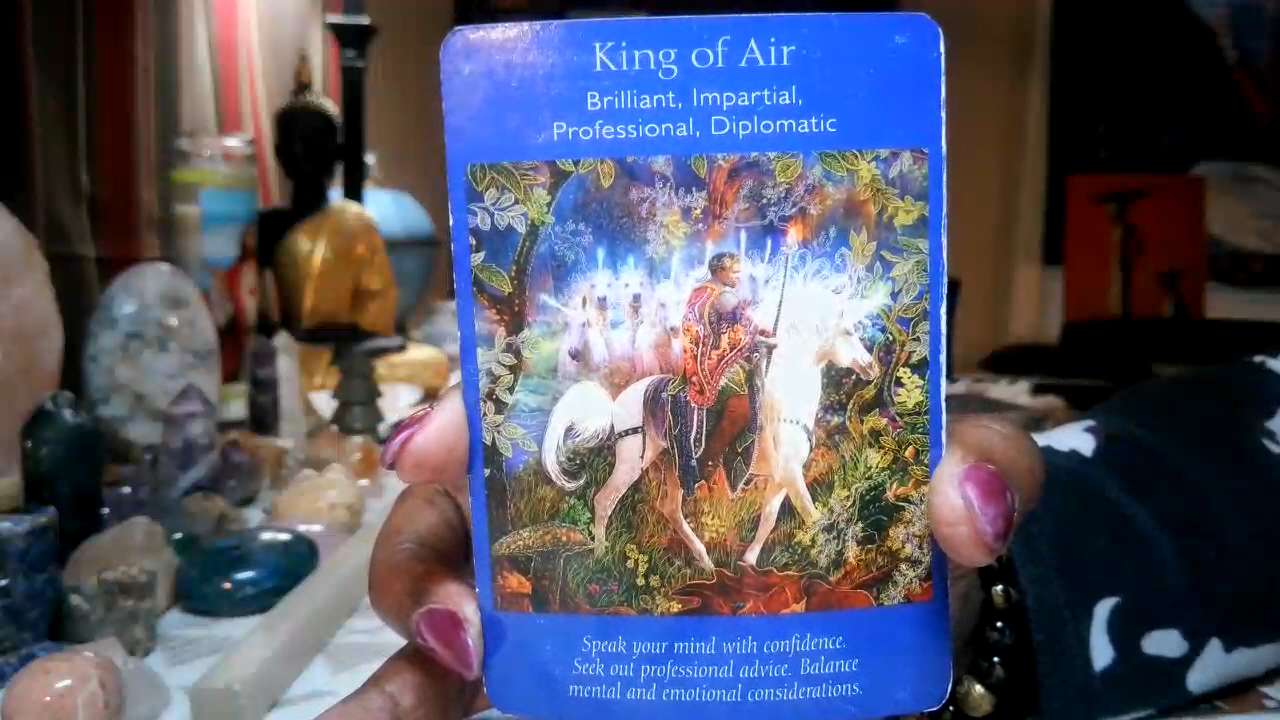 King of Air
Brilliant, Impartial,
Professional, Diplomatic
Speak your mind with confidence.
Seek out professional advice. Balance
mental and emotional considerations.